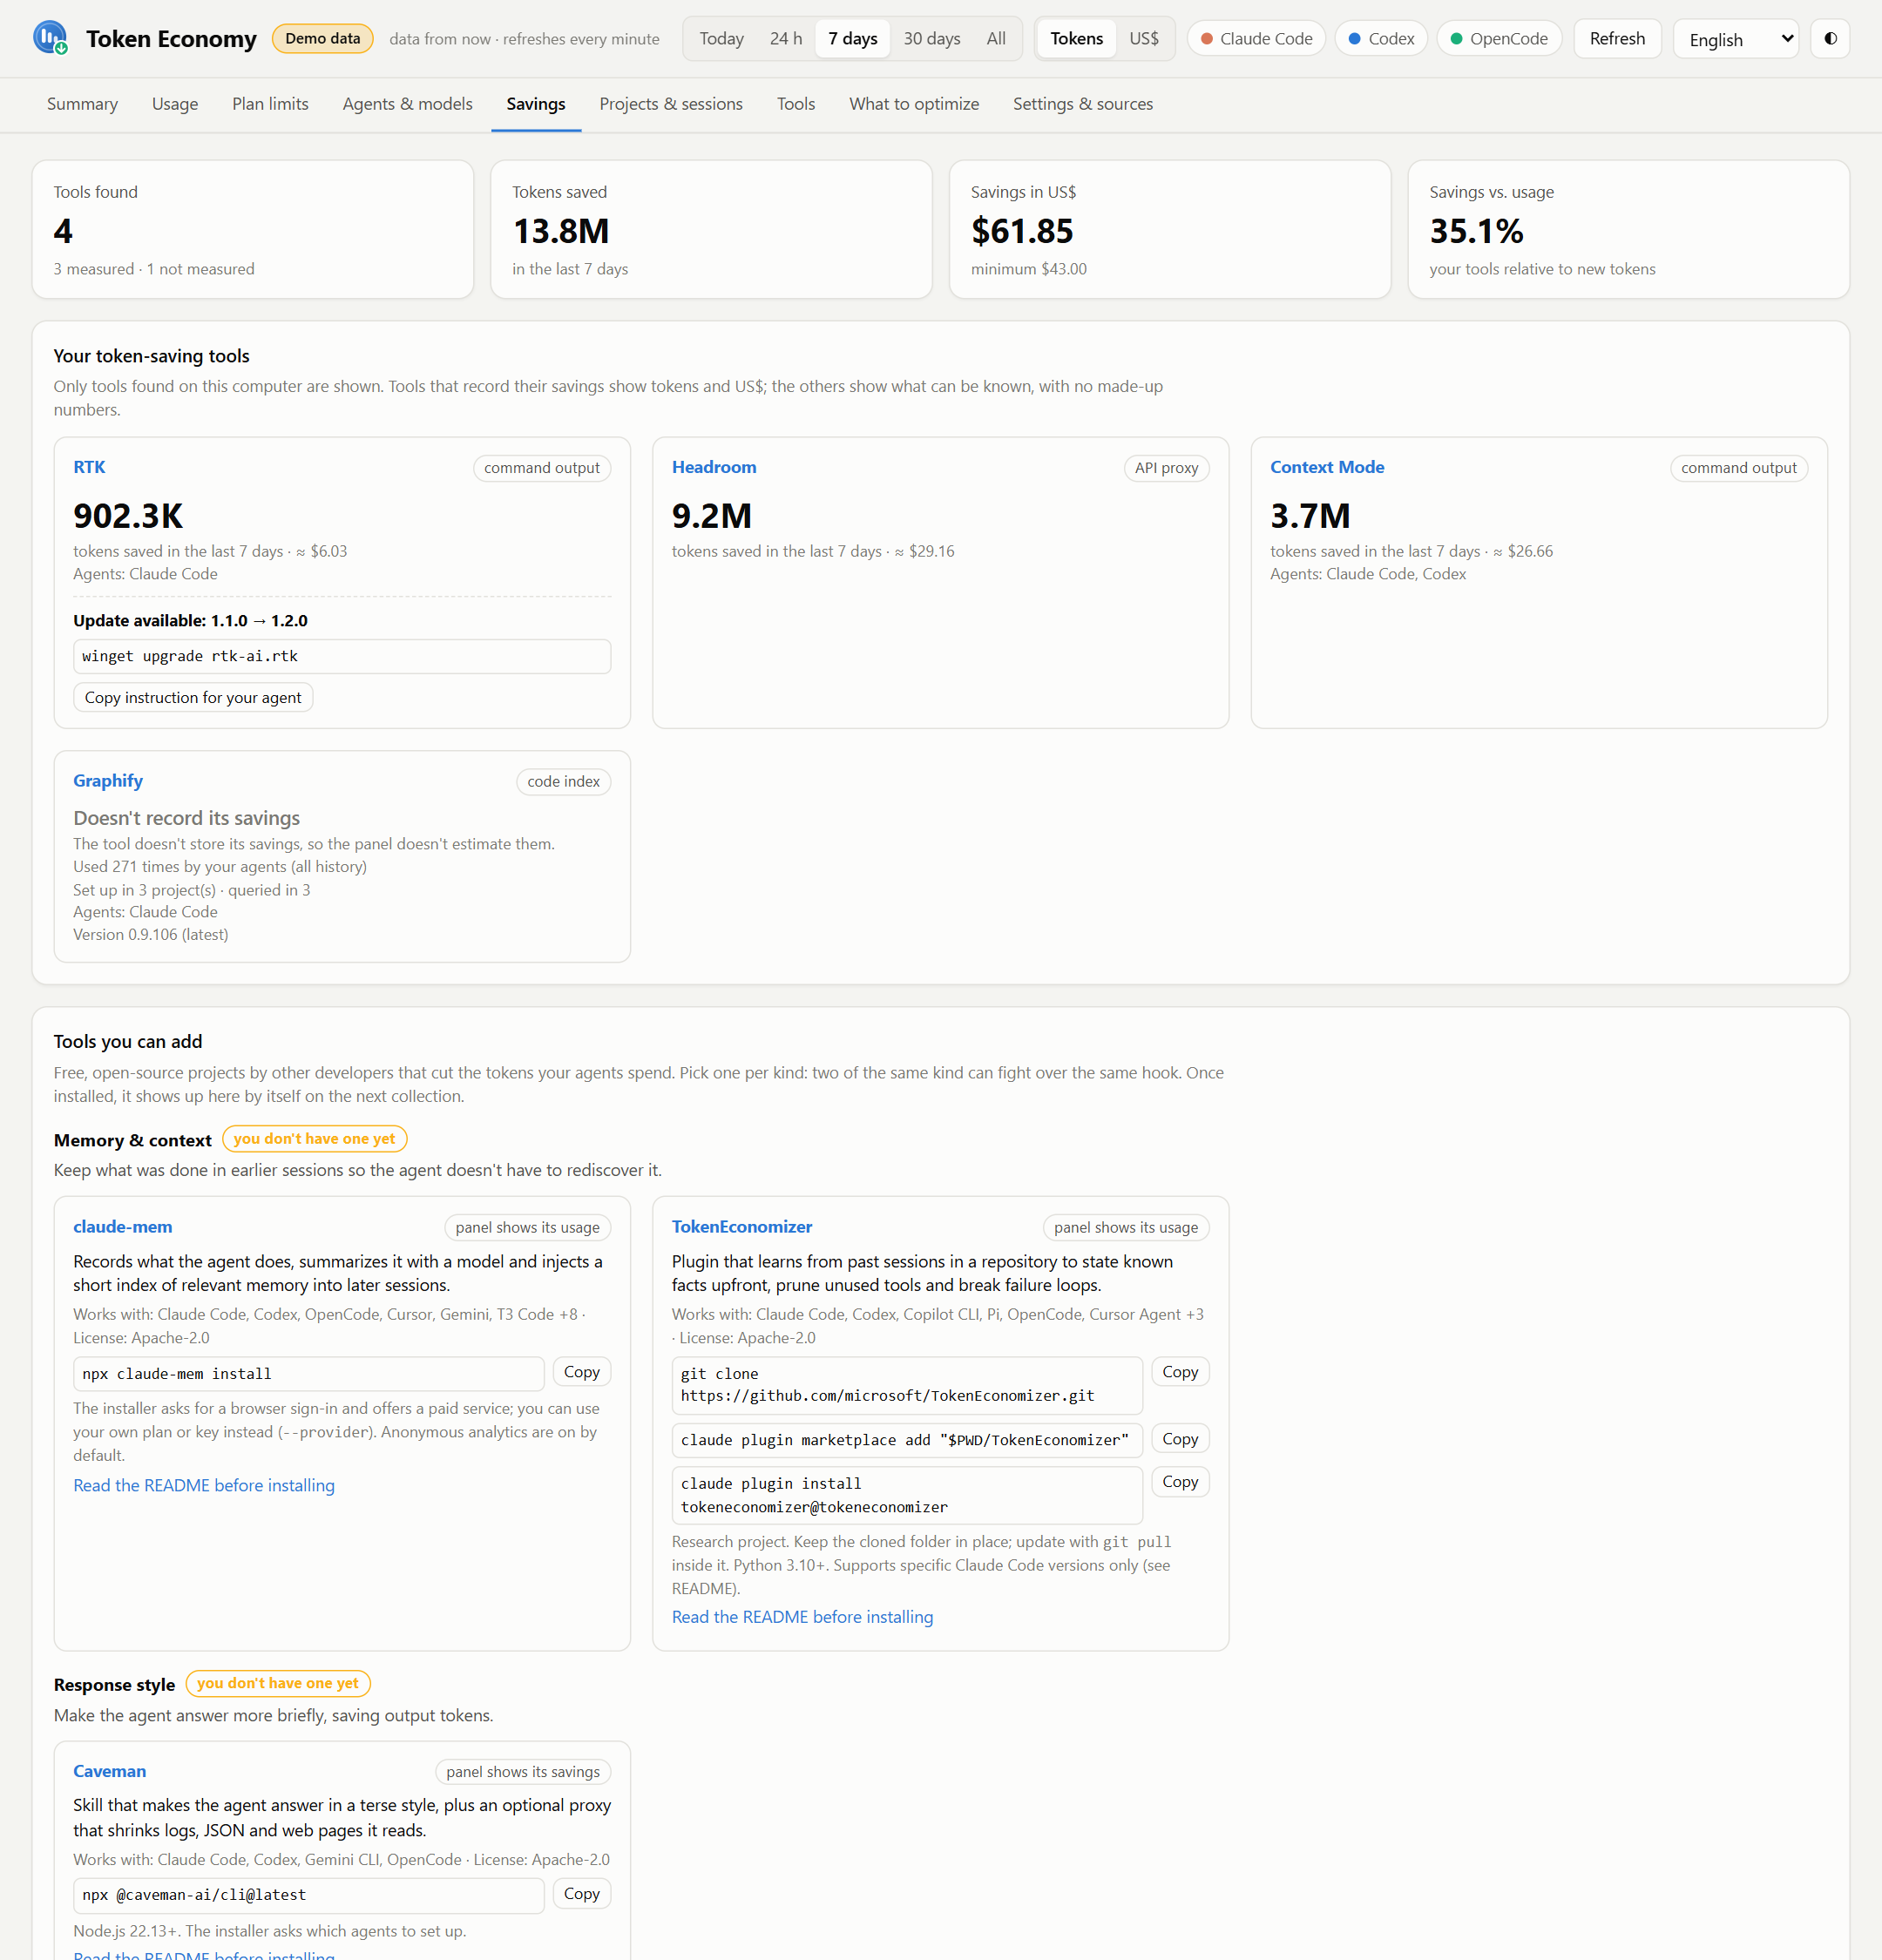 Token Economy
Demo data
data from now · refreshes every minute
Today
24 h
7 days
30 days
All
Tokens
US$
Claude Code
Codex
OpenCode
Refresh
English
Summary
Usage
Plan limits
Agents & models
Savings
Projects & sessions
Tools
What to optimize
Settings & sources
Tools found
4
3 measured · 1 not measured
Tokens saved
13.8M
in the last 7 days
Savings in US$
$61.85
minimum $43.00
Savings vs. usage
35.1%
your tools relative to new tokens
Your token-saving tools
Only tools found on this computer are shown. Tools that record their savings show tokens and US$; the others show what can be known, with no made-up
numbers.
RTK
command output
902.3K
tokens saved in the last 7 days · ≈ $6.03
Agents: Claude Code
Update available: 1.1.0 → 1.2.0
winget upgrade rtk-ai.rtk
Copy instruction for your agent
Headroom
API proxy
9.2M
tokens saved in the last 7 days · ≈ $29.16
Context Mode
command output
3.7M
tokens saved in the last 7 days · ≈ $26.66
Agents: Claude Code, Codex
Graphify
code index
Doesn't record its savings
The tool doesn't store its savings, so the panel doesn't estimate them.
Used 271 times by your agents (all history)
Set up in 3 project(s) · queried in 3
Agents: Claude Code
Version 0.9.106 (latest)
Tools you can add
Free, open-source projects by other developers that cut the tokens your agents spend. Pick one per kind: two of the same kind can fight over the same hook. Once
installed, it shows up here by itself on the next collection.
Memory & context
you don't have one yet
Keep what was done in earlier sessions so the agent doesn't have to rediscover it.
claude-mem
panel shows its usage
Records what the agent does, summarizes it with a model and injects a
short index of relevant memory into later sessions.
Works with: Claude Code, Codex, OpenCode, Cursor, Gemini, T3 Code +8 ·
License: Apache-2.0
npx claude-mem install
Copy
The installer asks for a browser sign-in and offers a paid service; you can use
your own plan or key instead (--provider). Anonymous analytics are on by
default.
Read the README before installing
TokenEconomizer
panel shows its usage
Plugin that learns from past sessions in a repository to state known
facts upfront, prune unused tools and break failure loops.
Works with: Claude Code, Codex, Copilot CLI, Pi, OpenCode, Cursor Agent +3
· License: Apache-2.0
git clone
https://github.com/microsoft/TokenEconomizer.git
Copy
claude plugin marketplace add "$PWD/TokenEconomizer"
Copy
claude plugin install
tokeneconomizer@tokeneconomizer
Copy
Research project. Keep the cloned folder in place; update with git pull
inside it. Python 3.10+. Supports specific Claude Code versions only (see
README).
Read the README before installing
Response style
you don't have one yet
Make the agent answer more briefly, saving output tokens.
Caveman
panel shows its savings
Skill that makes the agent answer in a terse style, plus an optional proxy
that shrinks logs, JSON and web pages it reads.
Works with: Claude Code, Codex, Gemini CLI, OpenCode · License: Apache-2.0
npx @caveman-ai/cli@latest
Copy
Node.js 22.13+. The installer asks which agents to set up.
Read the README before installing